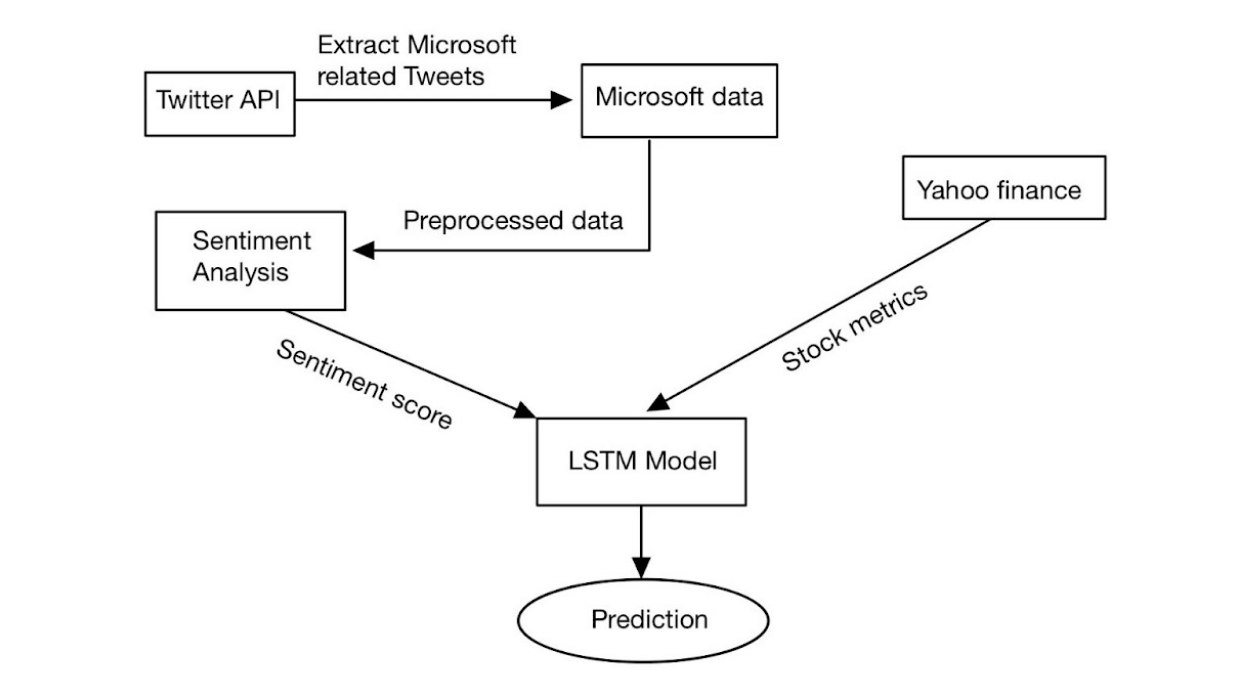 Extract Microsoft
related Tweets
Twitter API
Microsoft data
Yahoo finance
Preprocessed data
Sentiment
Analysis
Stock metrics
Sentiment score
LSTM Model
Prediction